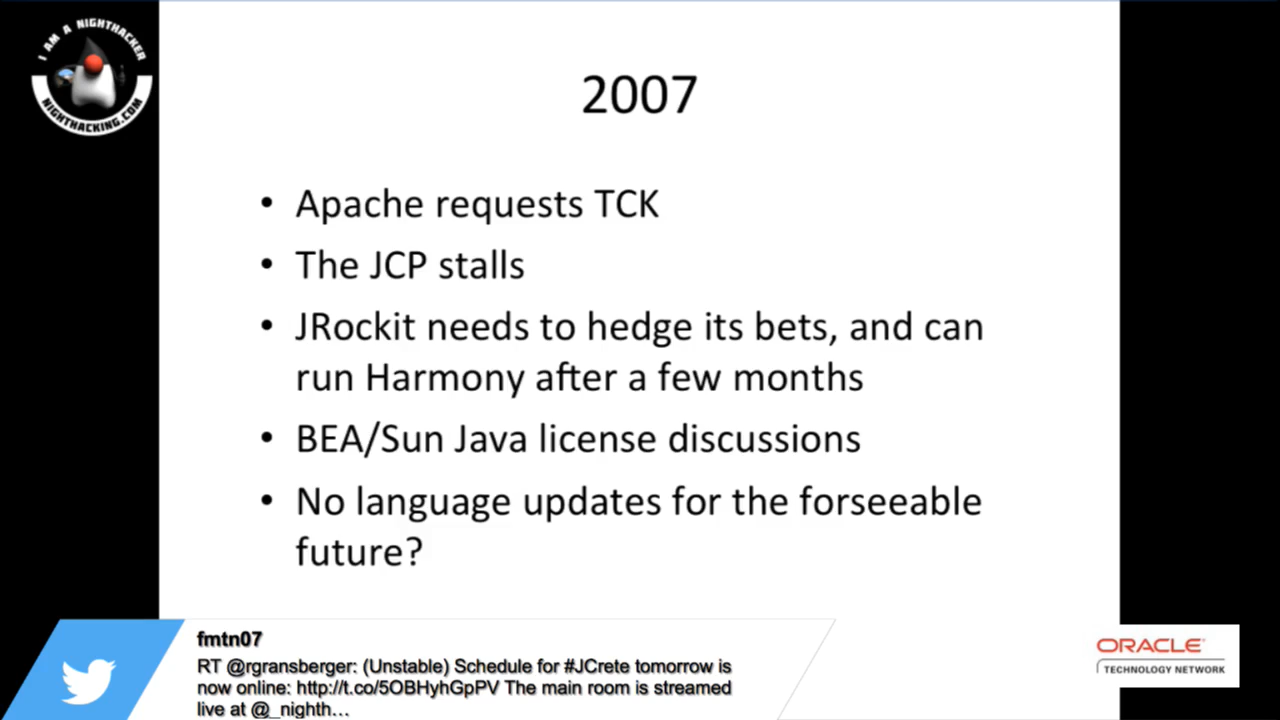 I AM A NIGHTHACKER
NIGHTHACKING.COM
2007
• Apache requests TCK
• The JCP stalls
• JRockit needs to hedge its bets, and can
run Harmony after a few months
• BEA/Sun Java license discussions
• No language updates for the forseeable
future?
fmtn07
RT @rgransberger: (Unstable) Schedule for #JCrete tomorrow is
now online: http://t.co/5OBHyhGpPV The main room is streamed
live at @_nighth…
ORACLE
TECHNOLOGY NETWORK